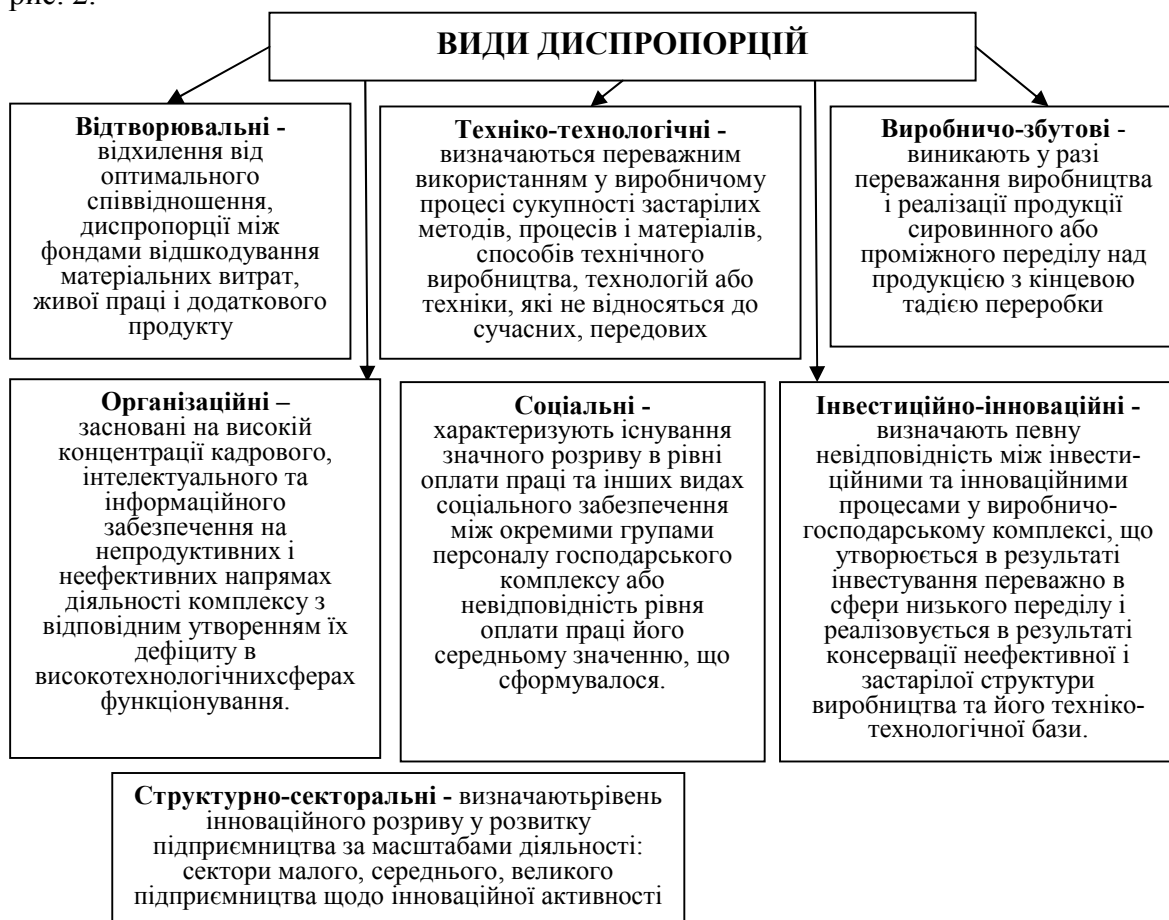 рис. 2.
ВИДИ ДИСПРОПОРЦІЙ
Відтворювальні -
відхилення від
оптимального
співвідношення,
диспропорції між
фондами відшкодування
матеріальних витрат,
живої праці і додаткового
продукту
Техніко-технологічні -
визначаються переважним
використанням у виробничому
процесі сукупності застарілих
методів, процесів і матеріалів,
способів технічного
виробництва, технологій або
техніки, які не відносяться до
сучасних, передових
Виробничо-збутові -
виникають у разі
переважання виробництва
і реалізації продукції
сировинного або
проміжного переділу над
продукцією з кінцевою
тадією переробки
Організаційні –
засновані на високій
концентрації кадрового,
інтелектуального та
інформаційного
забезпечення на
непродуктивних і
неефективних напрямах
діяльності комплексу з
відповідним утворенням їх
дефіциту в
високотехнологічнихсферах
функціонування.
Соціальні -
характеризують існування
значного розриву в рівні
оплати праці та інших видах
соціального забезпечення
між окремими групами
персоналу господарського
комплексу або
невідповідність рівня
оплати праці його
середньому значенню, що
сформувалося.
Інвестиційно-інноваційні -
визначають певну
невідповідність між інвести-
ційними та інноваційними
процесами у виробничо-
господарському комплексі, що
утворюється в результаті
інвестування переважно в
сфери низького переділу і
реалізовується в результаті
консервації неефективної і
застарілої структури
виробництва та його техніко-
технологічної бази.
Структурно-секторальні - визначаютьрівень
інноваційного розриву у розвитку
підприємництва за масштабами діяльності:
сектори малого, середнього, великого
підприємництва щодо інноваційної активності